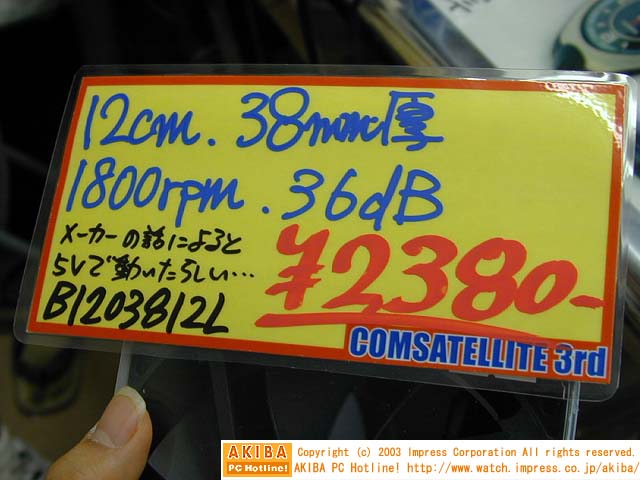 12cm. 38mm厚
1800rpm. 36dB
メーカーの話によると
5Vで動いたらしい…
B1203812L
¥2380-
COMSATELLITE 3rd
AKIBA
PC Hotline!
Copyright (c) 2003 Impress Corporation All rights reserved.
AKIBA PC Hotline! http://www.watch.impress.co.jp/akiba/